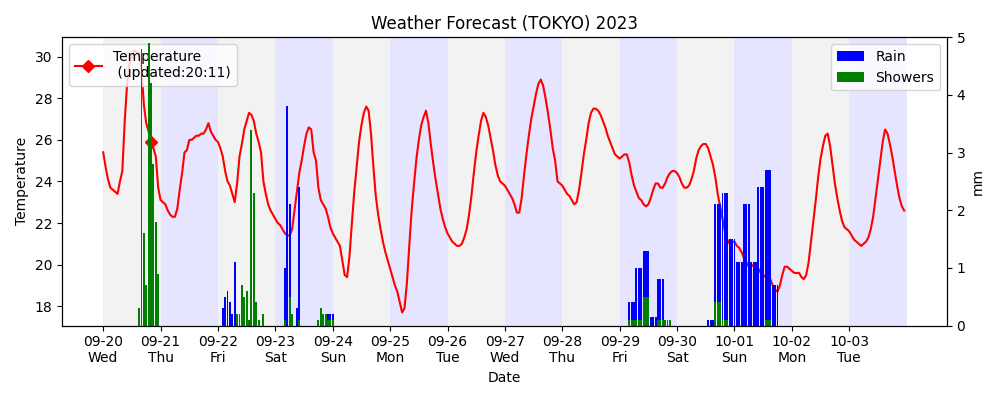 Weather Forecast (TOKYO) 2023
Temperature
(updated:20:11)
Rain
Showers
Temperature
30
28
26
24
22
20
18
5
4
3
2
1
0
mm
09-20 09-21 09-22 09-23 09-24 09-25 09-26 09-27 09-28 09-29 09-30 10-01 10-02 10-03
Wed Thu Fri Sat Sun Mon Tue Wed Thu Fri Sat Sun Mon Tue
Date